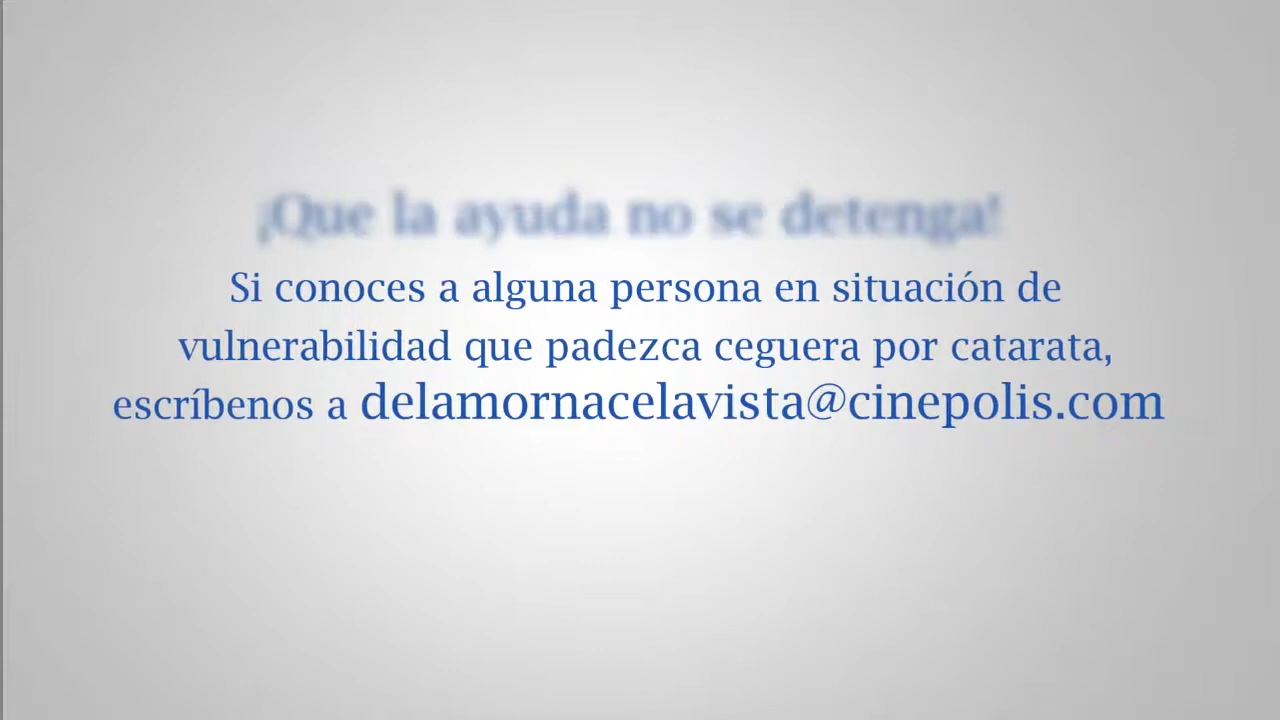 ¡Que la ayuda no se detenga!
Si conoces a alguna persona en situación de
vulnerabilidad que padezca ceguera por catarata,
escríbenos a delamornacelavista@cinepolis.com